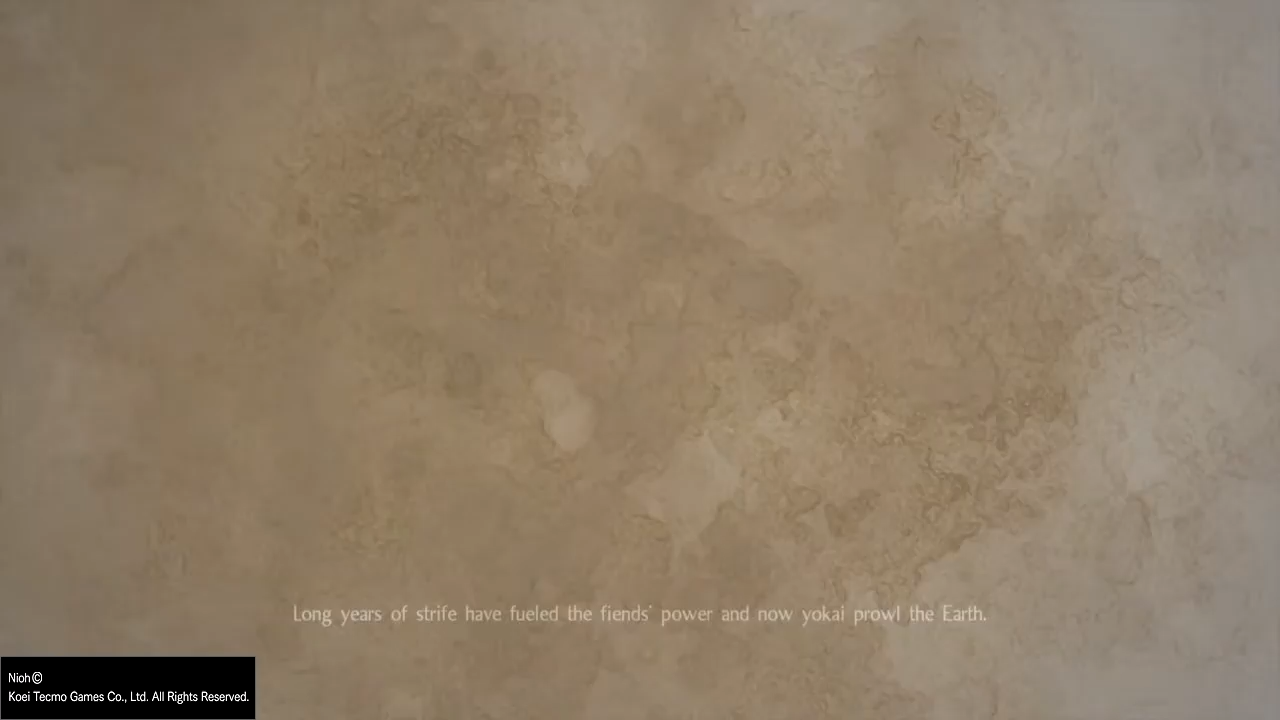 Long years of strife have fueled the fiends' power and now yokai prowl the Earth.
Nioh ©
Koei Tecmo Games Co., Ltd. All Rights Reserved.